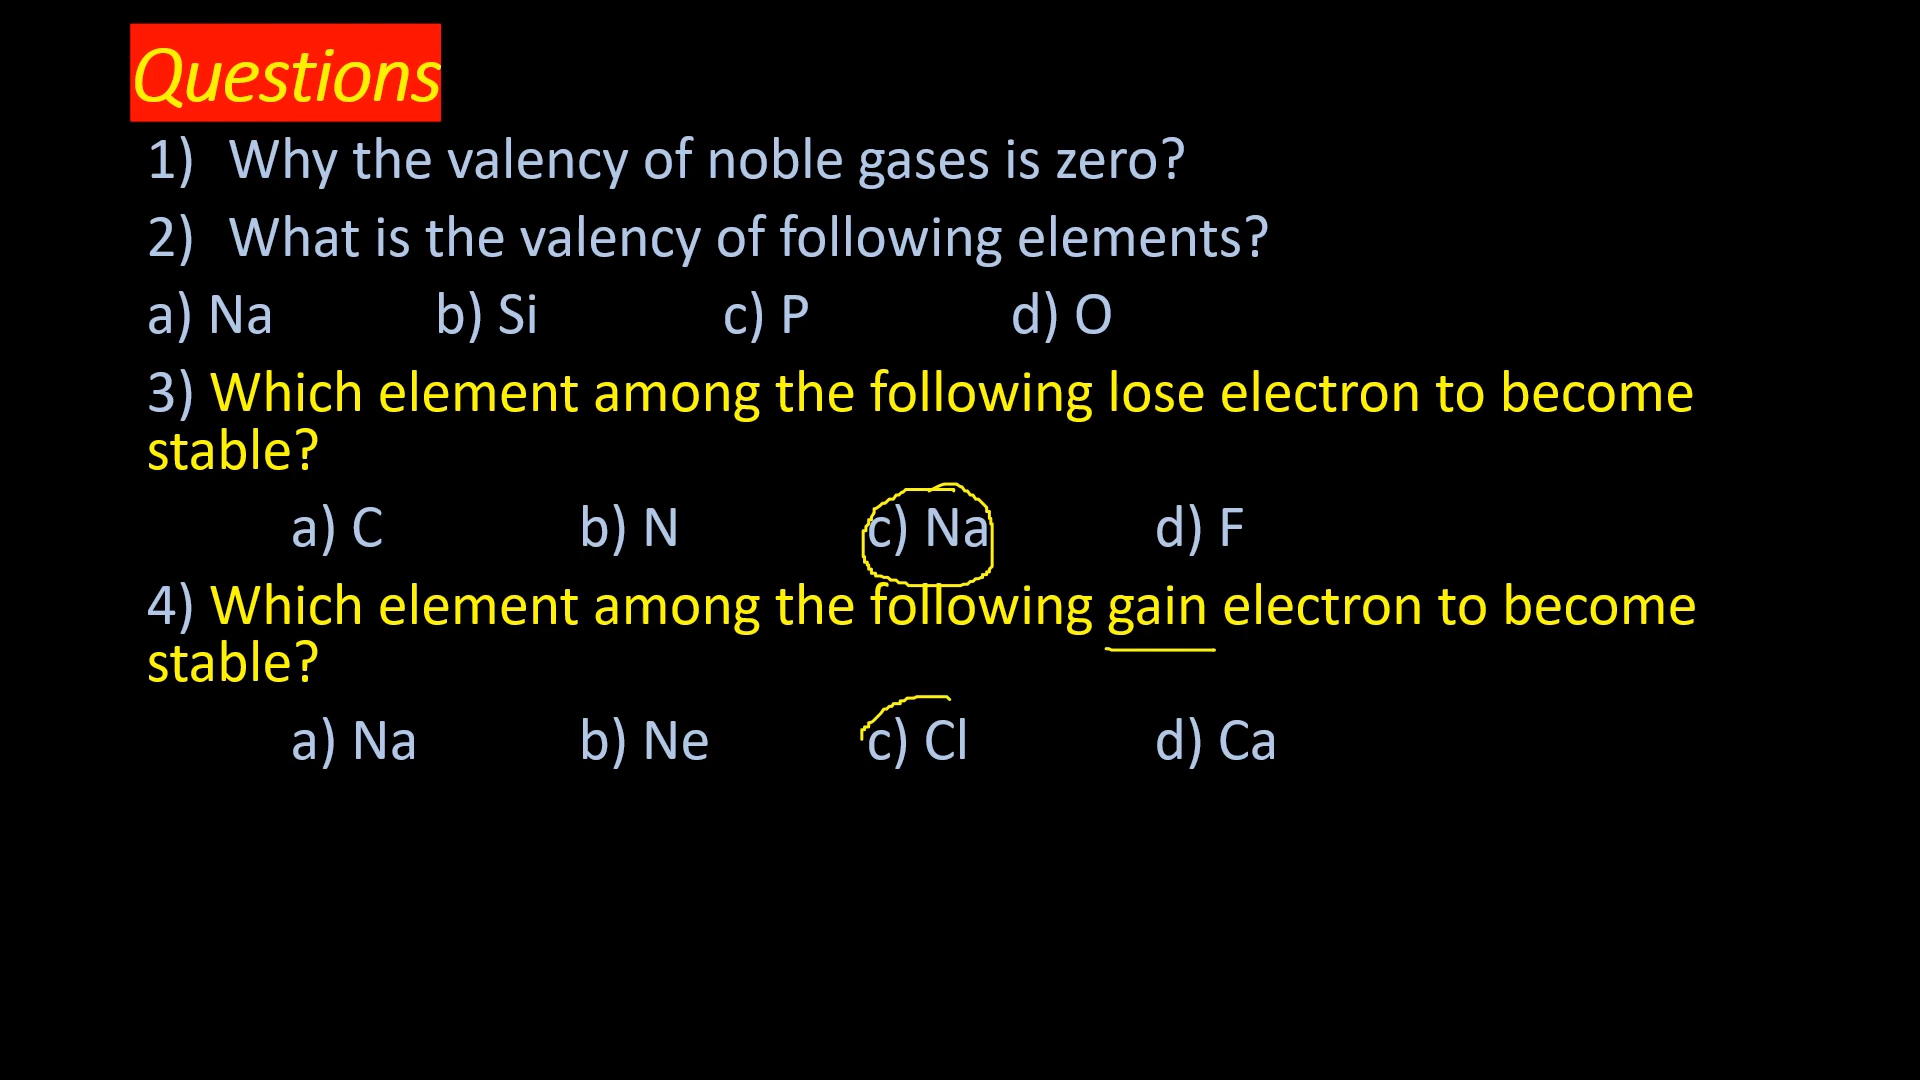 Questions
1) Why the valency of noble gases is zero?
2) What is the valency of following elements?
a) Na b) Si c) P d) O
3) Which element among the following lose electron to become
stable?
a) C b) N c) Na d) F
4) Which element among the following gain electron to become
stable?
a) Na b) Ne c) Cl d) Ca